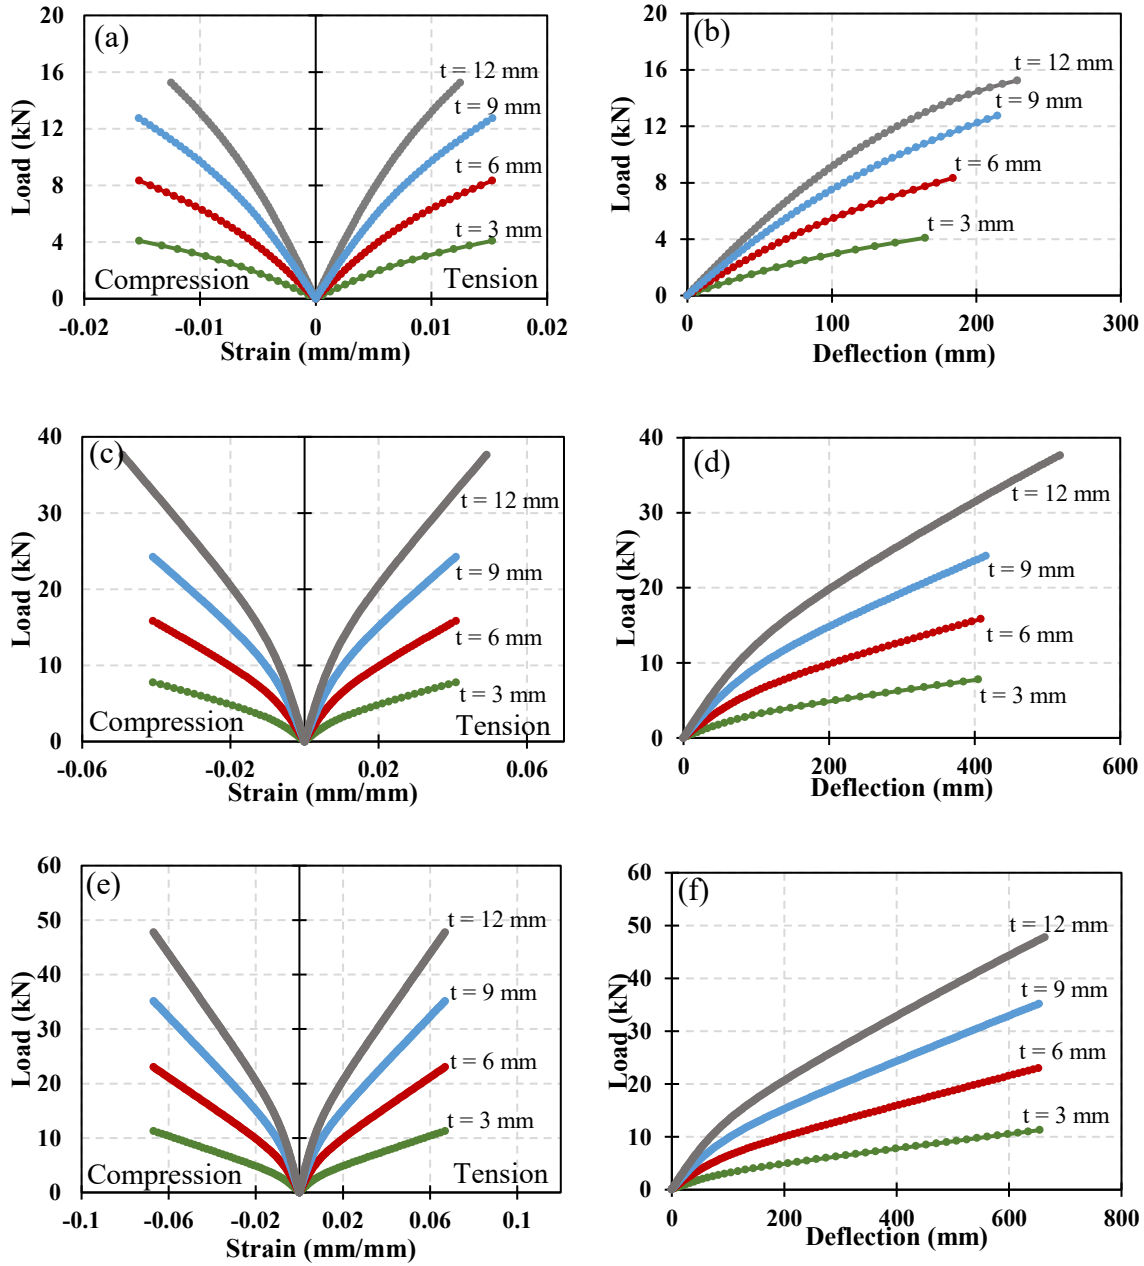 (a)
20
16
12
8
4
0
Load (kN)
t = 12 mm
t = 9 mm
t = 6 mm
t = 3 mm
Compression
Tension
-0.02
-0.01
0
0.01
0.02
Strain (mm/mm)
(b)
20
16
12
8
4
0
Load (kN)
t = 12 mm
t = 9 mm
t = 6 mm
t = 3 mm
0
100
200
300
Deflection (mm)
(c)
40
30
20
10
0
Load (kN)
t = 12 mm
t = 9 mm
t = 6 mm
t = 3 mm
Compression
Tension
-0.06
-0.02
0.02
0.06
Strain (mm/mm)
(d)
40
30
20
10
0
Load (kN)
t = 12 mm
t = 9 mm
t = 6 mm
t = 3 mm
0
200
400
600
Deflection (mm)
(e)
60
50
40
30
20
10
0
Load (kN)
t = 12 mm
t = 9 mm
t = 6 mm
t = 3 mm
Compression
Tension
-0.1
-0.06
-0.02
0.02
0.06
0.1
Strain (mm/mm)
(f)
60
50
40
30
20
10
0
Load (kN)
t = 12 mm
t = 9 mm
t = 6 mm
t = 3 mm
0
200
400
600
800
Deflection (mm)